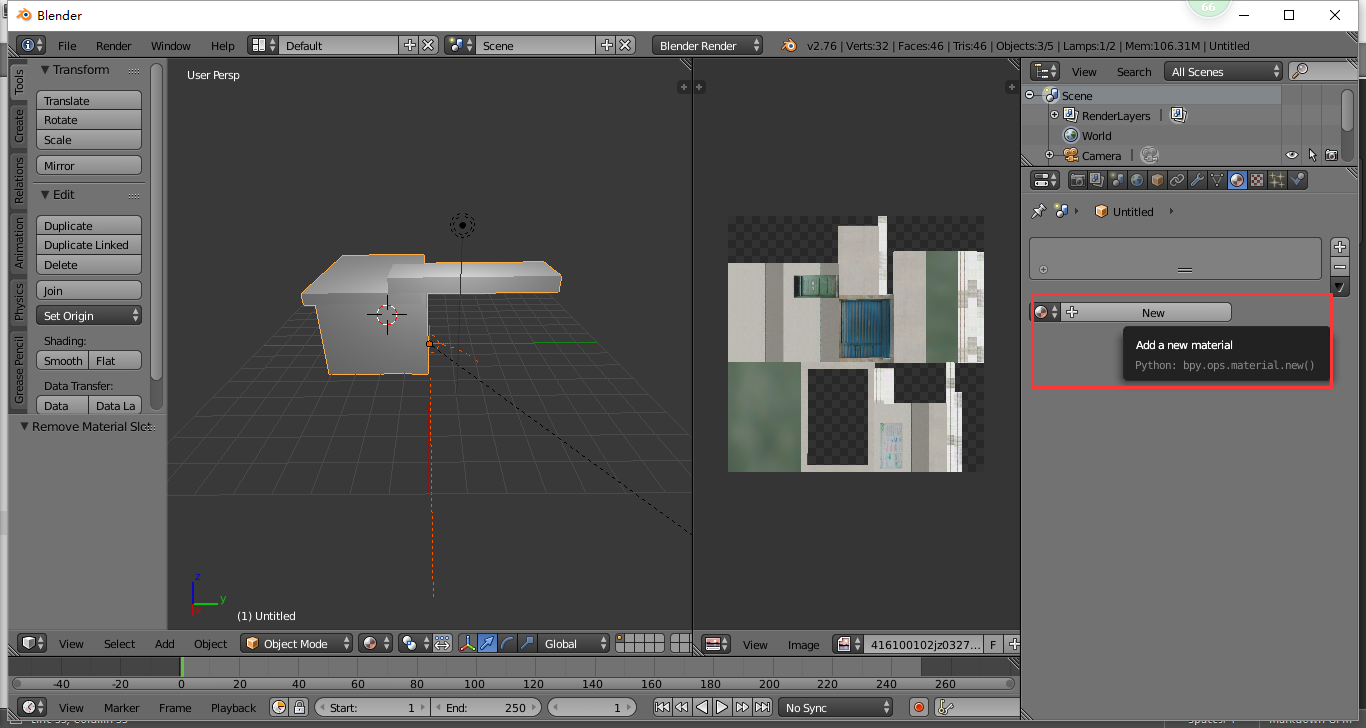 Blender
66
File Render Window Help Default Scene Blender Render v2.76 | Verts:32 | Faces:46 | Tris:46 | Objects:3/5 | Lamps:1/2 | Mem:106.31M | Untitled
Tools
Create
Relations
Animation
Physics
Grease Pencil
Transform
Translate
Rotate
Scale
Mirror
Edit
Duplicate
Duplicate Linked
Delete
Join
Set Origin
Shading:
Smooth Flat
Data Transfer:
Data Data La
Remove Material Slot
User Persp
z
y
(1) Untitled
View Search All Scenes
Scene
RenderLayers
World
Camera
Untitled
New
Add a new material
Python: bpy.ops.material.new()
View Select Add Object Object Mode Global
View Image 416100102jz0327... F
-40 -20 0 20 40 60 80 100 120 140 160 180 200 220 240 260
View Marker Frame Playback Start: 1 End: 250 1 No Sync